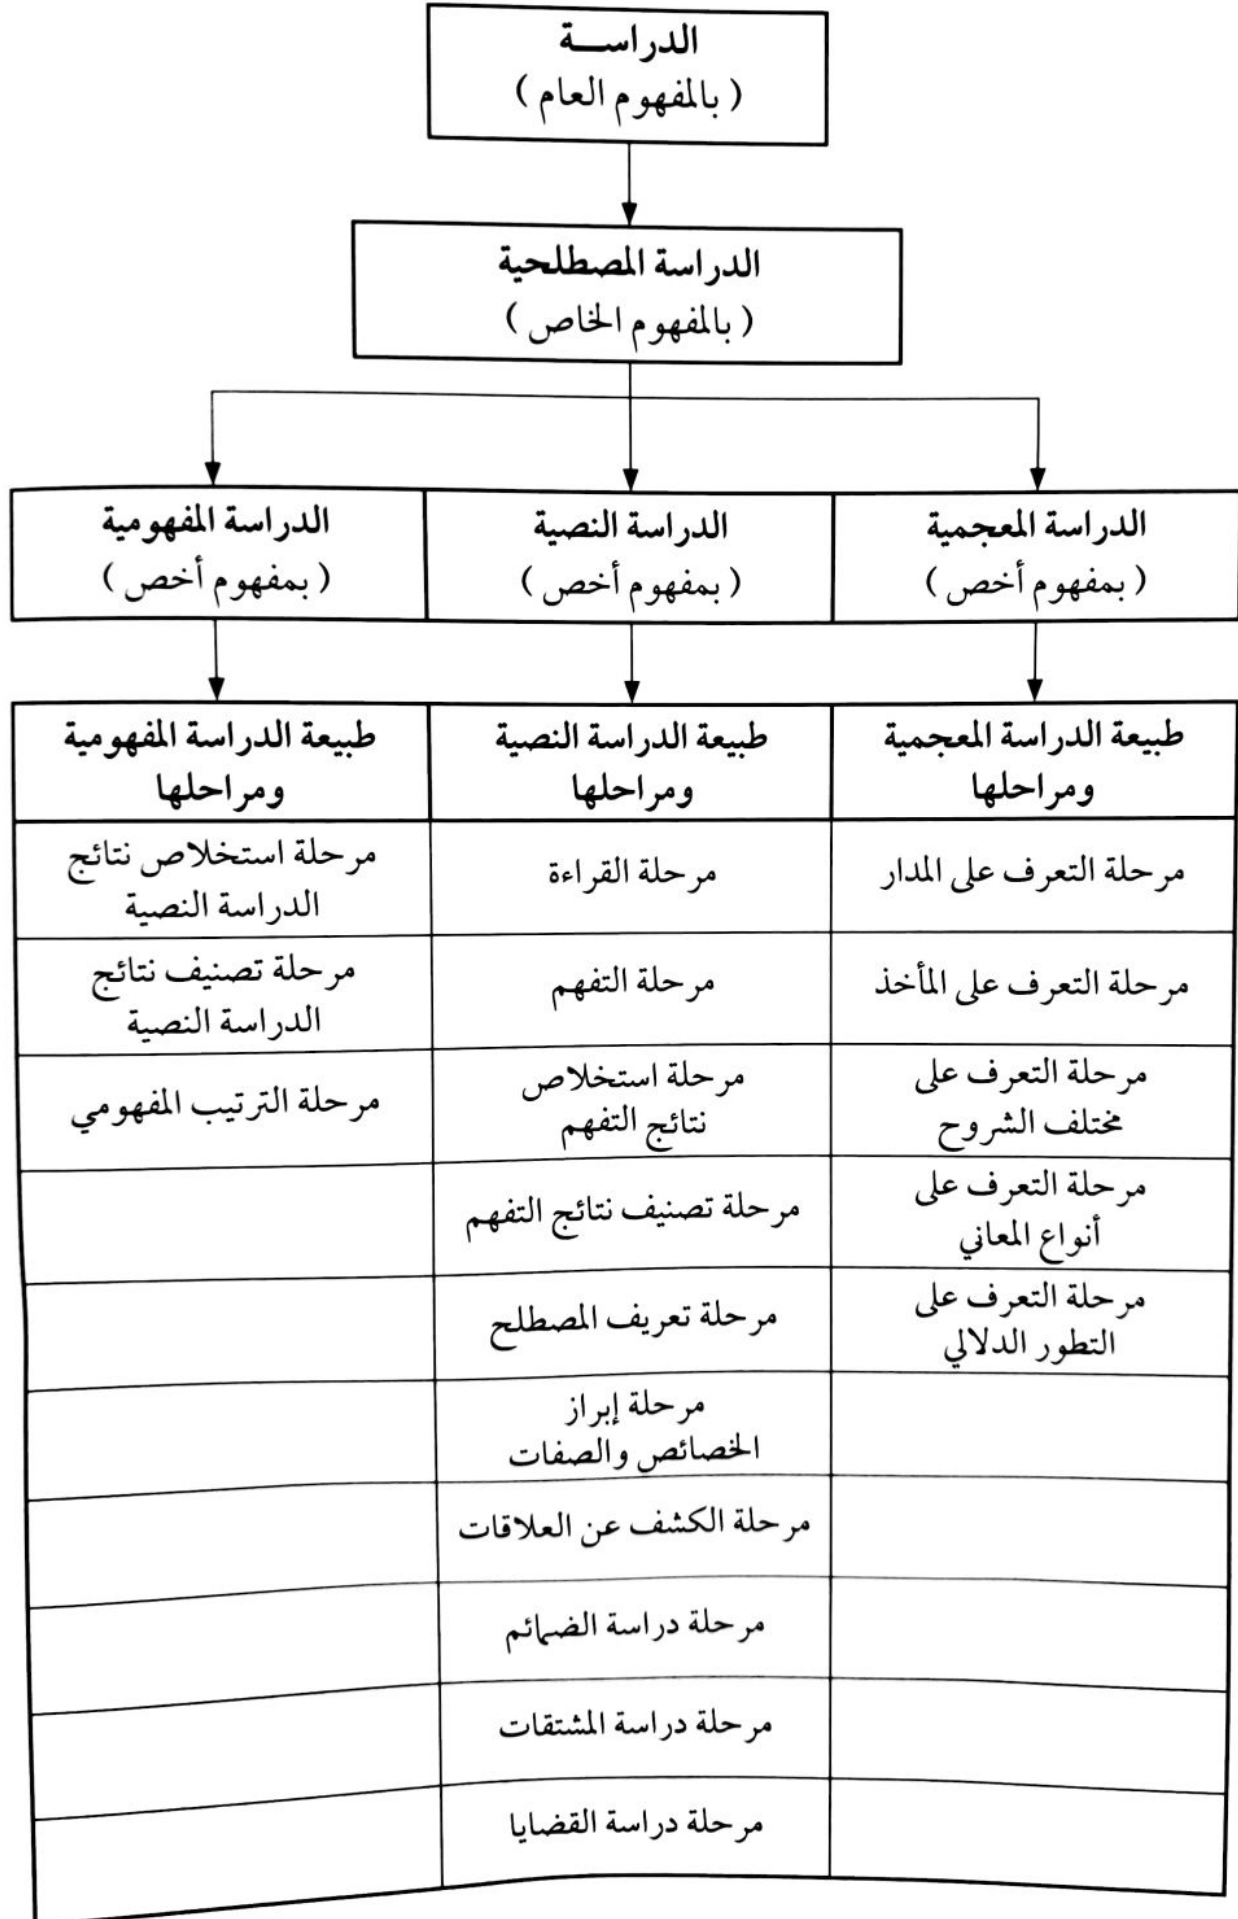 الدراســـة
( بالمفهوم العام )
الدراسة المصطلحية
( بالمفهوم الخاص )
الدراسة المعجمية
( بمفهوم أخص )
الدراسة النصية
( بمفهوم أخص )
الدراسة المفهومية
( بمفهوم أخص )
طبيعة الدراسة المعجمية
ومراحلها
طبيعة الدراسة النصية
ومراحلها
طبيعة الدراسة المفهومية
ومراحلها
مرحلة التعرف على المدار
مرحلة القراءة
مرحلة استخلاص نتائج
الدراسة النصية
مرحلة التعرف على المأخذ
مرحلة التفهم
مرحلة تصنيف نتائج
الدراسة النصية
مرحلة التعرف على
مختلف الشروح
مرحلة استخلاص
نتائج التفهم
مرحلة الترتيب المفهومي
مرحلة التعرف على
أنواع المعاني
مرحلة تصنيف نتائج التفهم
مرحلة التعرف على
التطور الدلالي
مرحلة تعريف المصطلح
مرحلة إبراز
الخصائص والصفات
مرحلة الكشف عن العلاقات
مرحلة دراسة الضمائم
مرحلة دراسة المشتقات
مرحلة دراسة القضايا